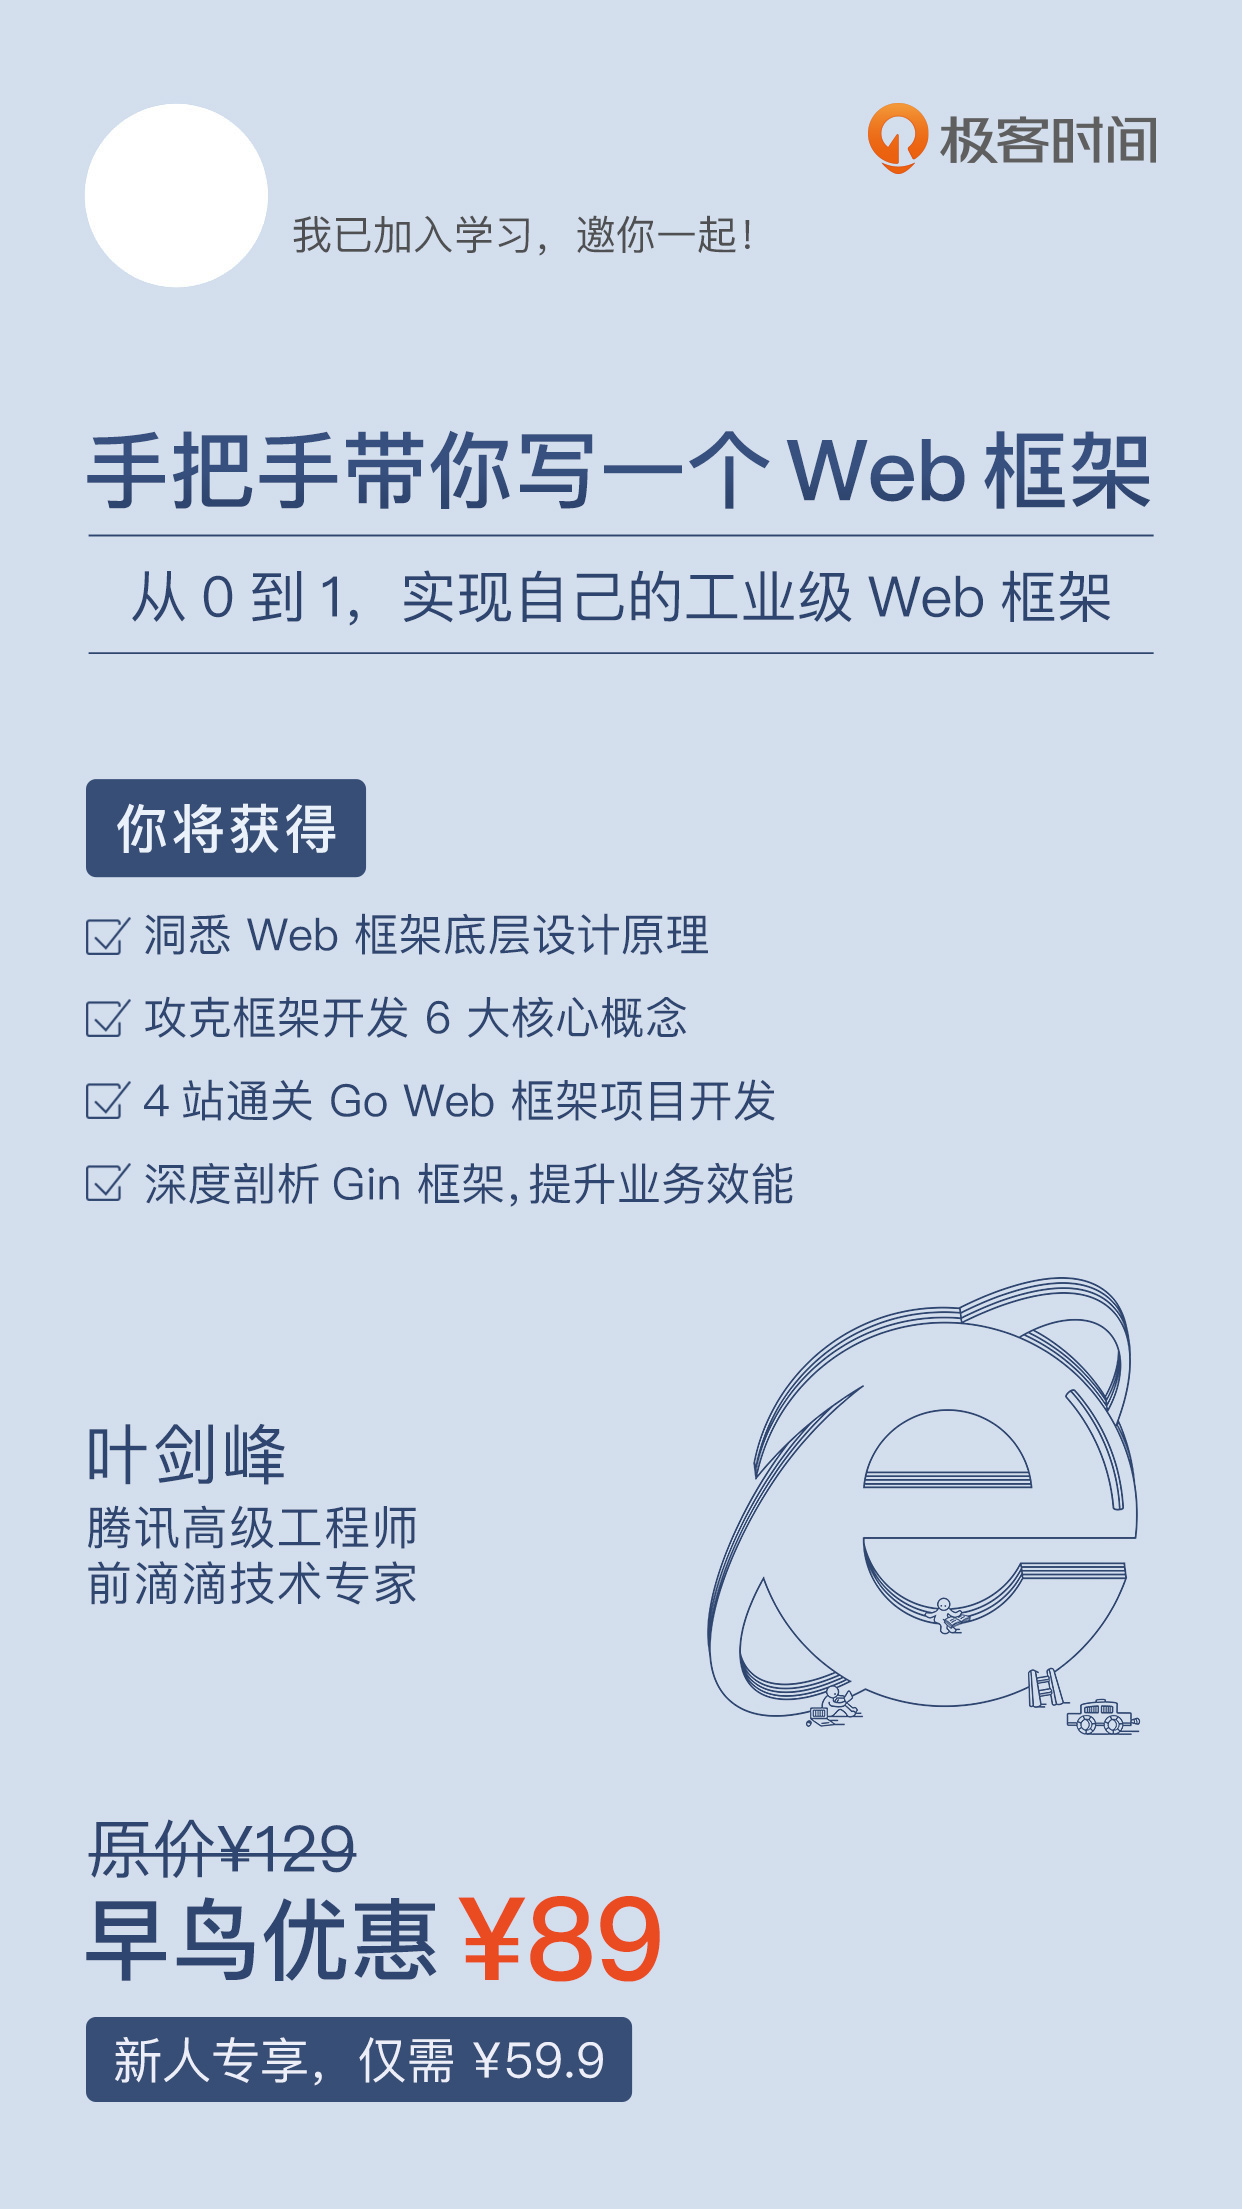 极客时间
我已加入学习，邀你一起！
手把手带你写一个 Web 框架
从 0 到 1，实现自己的工业级 Web 框架
你将获得
洞悉 Web 框架底层设计原理
攻克框架开发 6 大核心概念
4 站通关 Go Web 框架项目开发
深度剖析 Gin 框架，提升业务效能
叶剑峰
腾讯高级工程师
前滴滴技术专家
原价¥129
早鸟优惠 ¥89
新人专享，仅需 ¥59.9